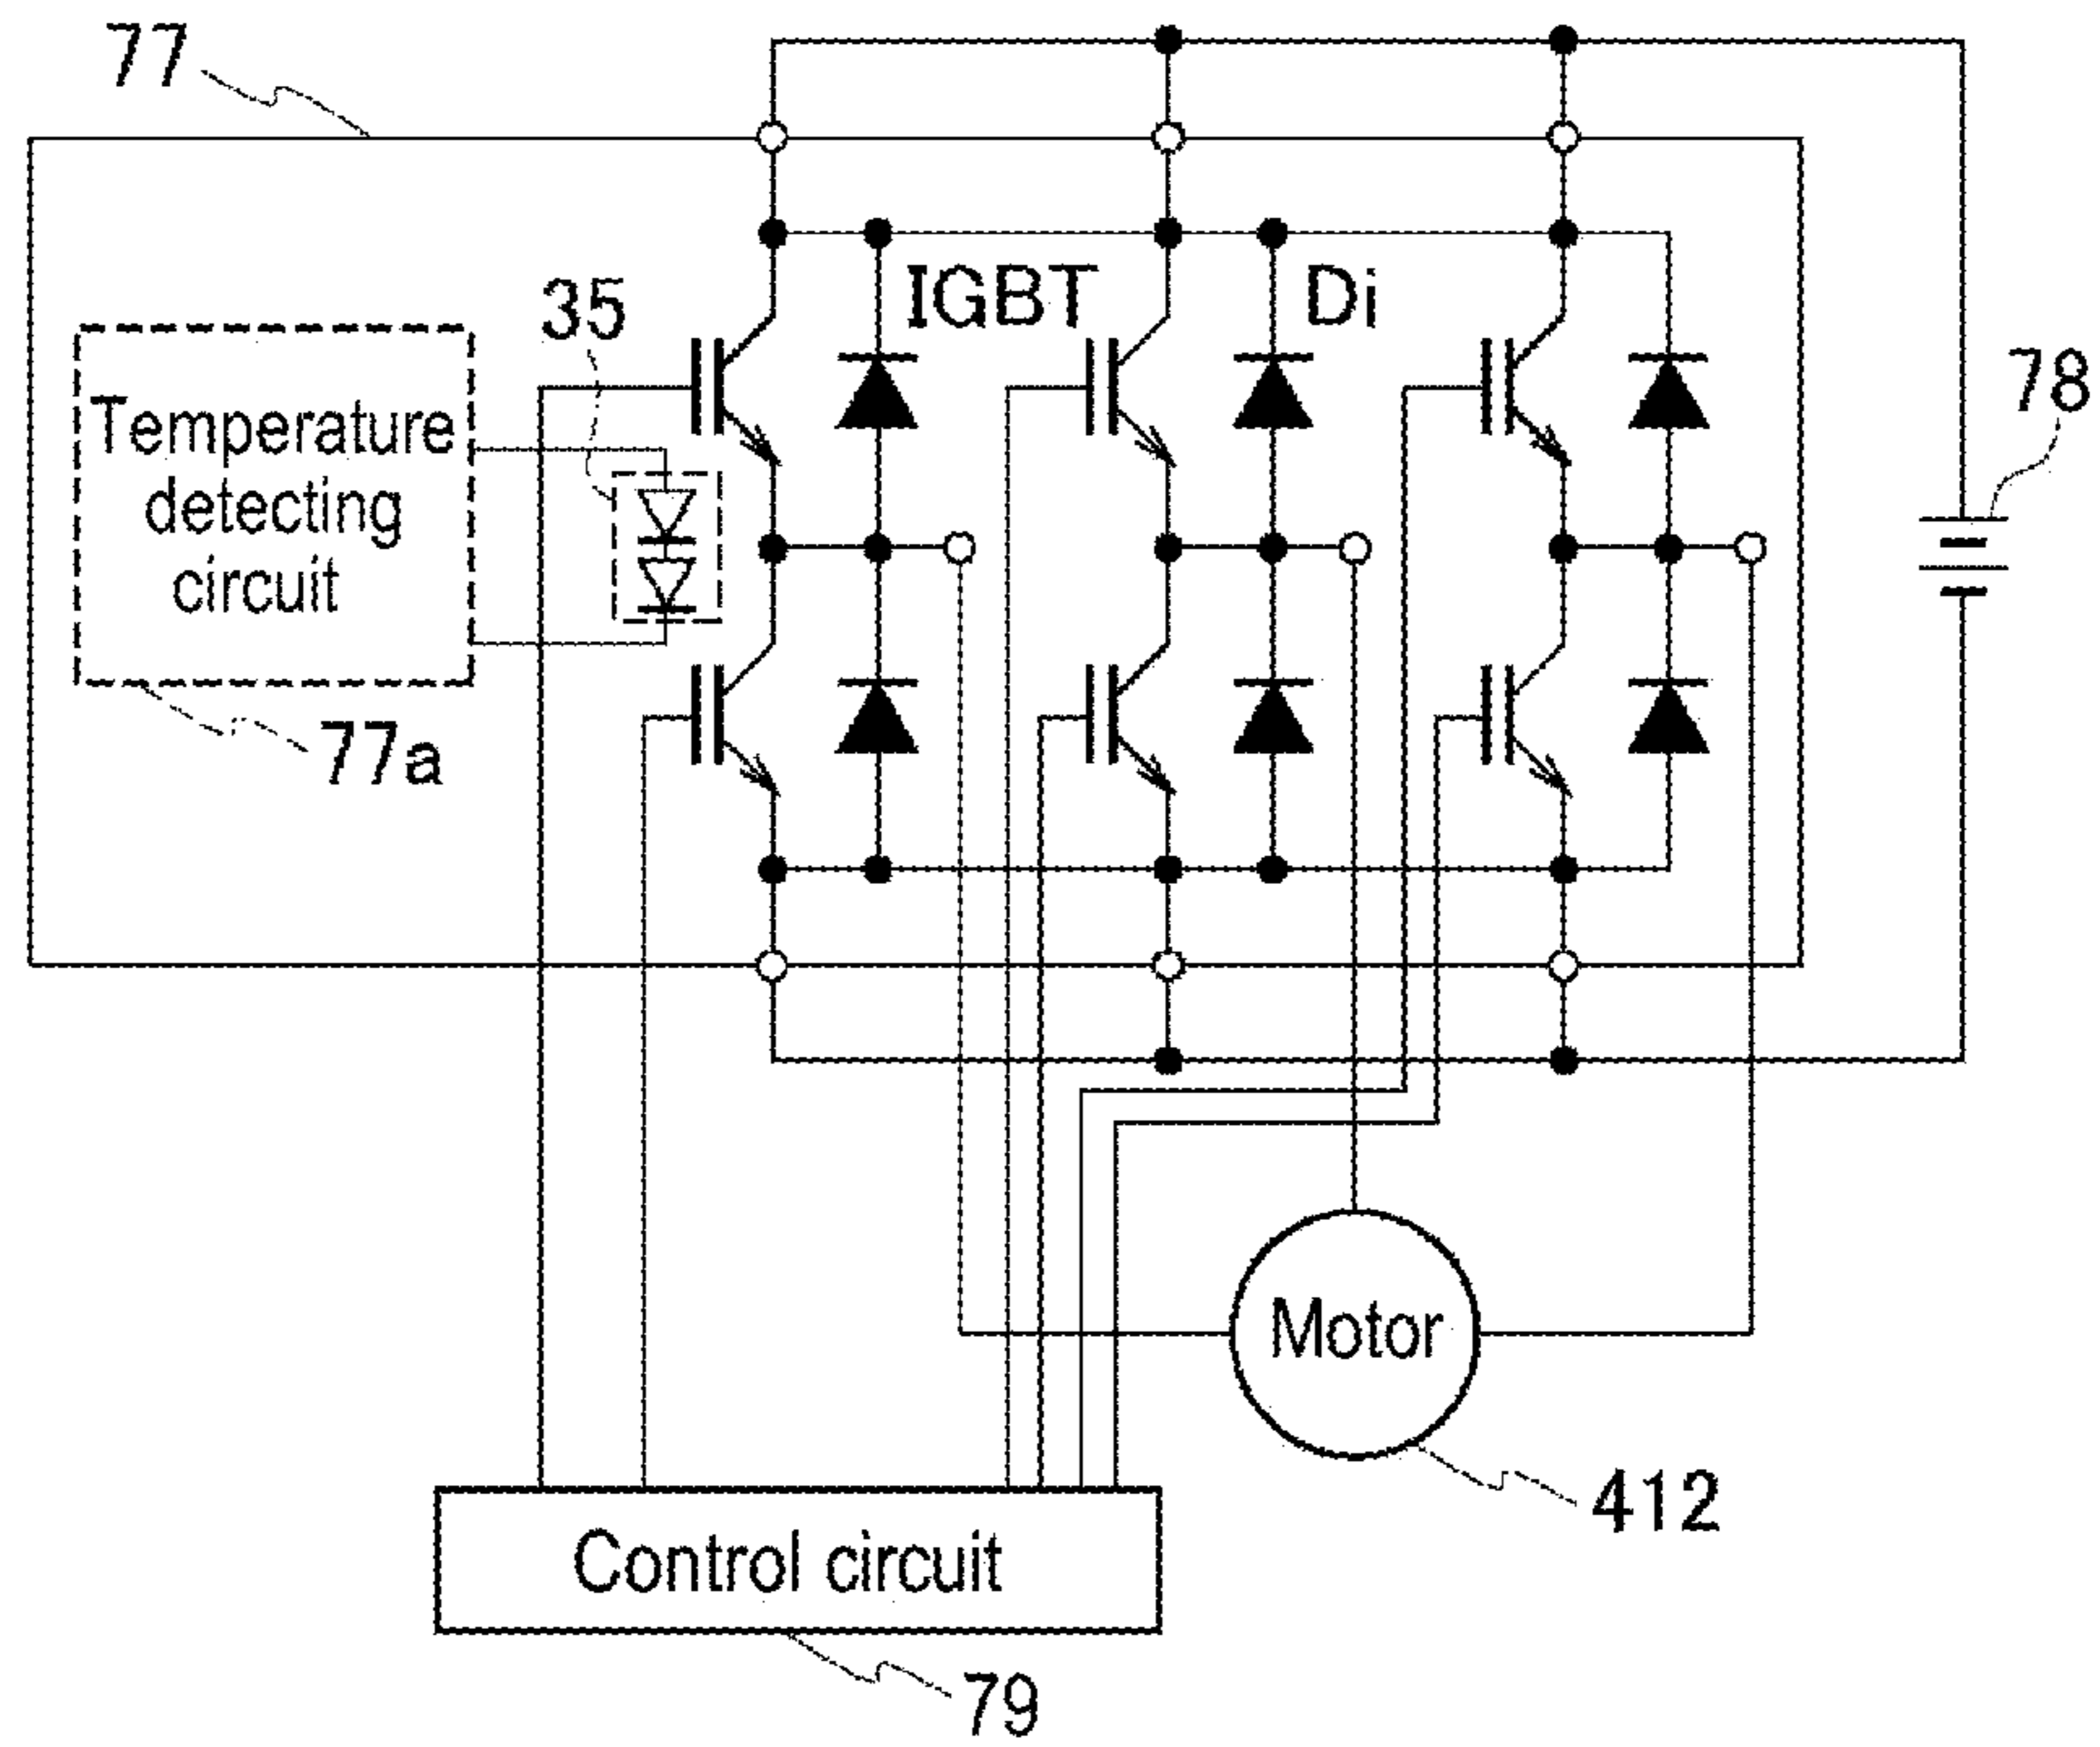 77
IGBT
Di
35
78
Temperature
detecting
circuit
77a
Motor
412
Control circuit
79